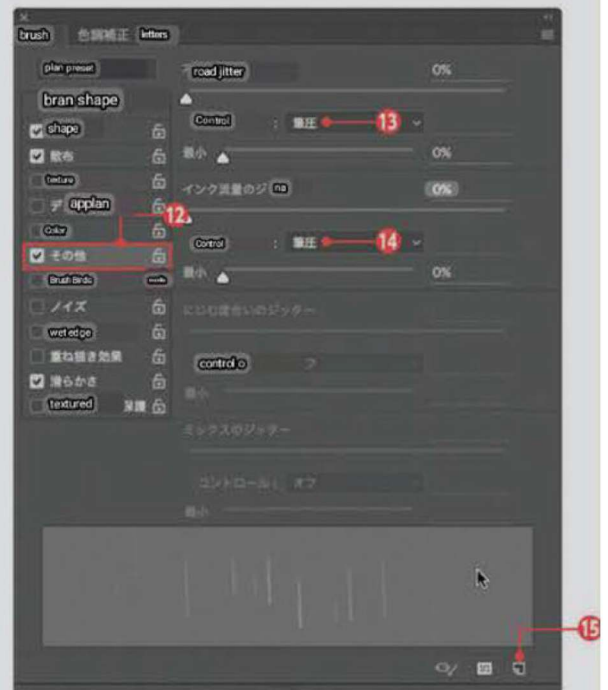 brush 色調補正 letters
plan preset
bran shape
shape
散布
texture
デ applan
Color
その他
Brush Birds mode
ノイズ
wet edge
重ね描き効果
滑らかさ
textured 保護
road jitter 0%
Control : 筆圧 13
最小 0%
インク流量のジ na 0%
12
Control : 筆圧 14
最小 0%
にじむ度合いのジッター
control o フ
最小
ミックスのジッター
コントロール: オフ
最小
15